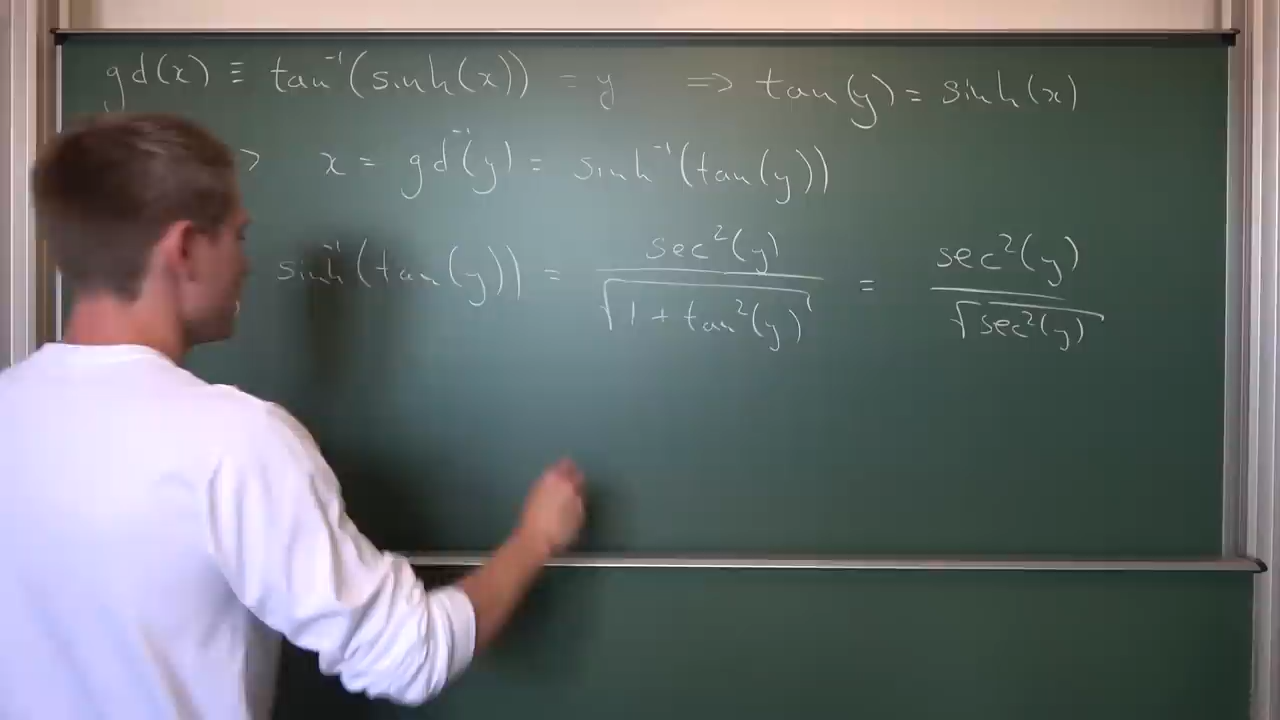 gd(x) ≡ tan⁻¹(sinh(x)) = y ⇒ tan(y) = sinh(x)
> x = gd⁻¹(y) = sinh⁻¹(tan(y))
sinh⁻¹(tan(y)) = sec²(y) / √(1 + tan²(y)) = sec²(y) / √(sec²(y))